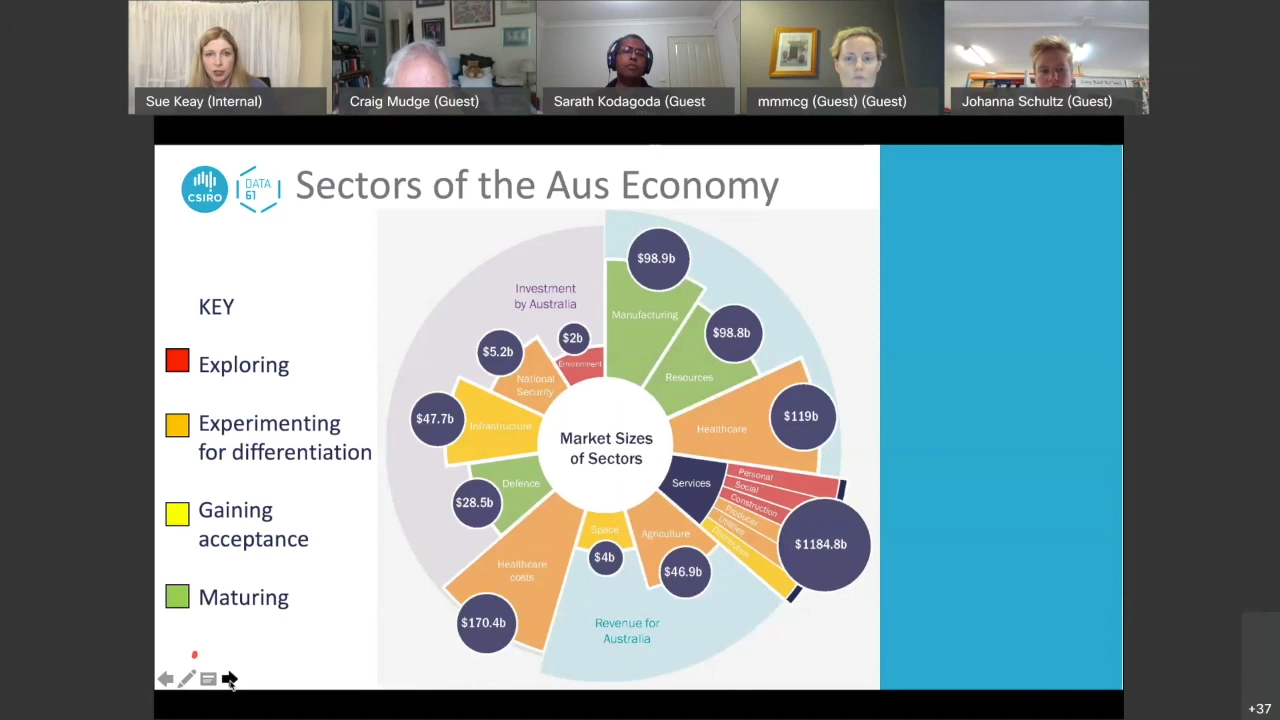 Sue Keay (Internal)
Craig Mudge (Guest)
Sarath Kodagoda (Guest
mmmcg (Guest) (Guest)
Johanna Schultz (Guest)
CSIRO
DATA
61
Sectors of the Aus Economy
KEY
Exploring
Experimenting
for differentiation
Gaining
acceptance
Maturing
Investment
by Australia
$98.9b
Manufacturing
$98.8b
Resources
$119b
Healthcare
Services
Personal
Social
Construction
Producer
Utilities
Distribution
$1184.8b
Agriculture
$46.9b
Space
$4b
Revenue for
Australia
Healthcare
costs
$170.4b
Defence
$28.5b
Infrastructure
$47.7b
National
Security
$5.2b
Environment
$2b
Market Sizes
of Sectors
+37